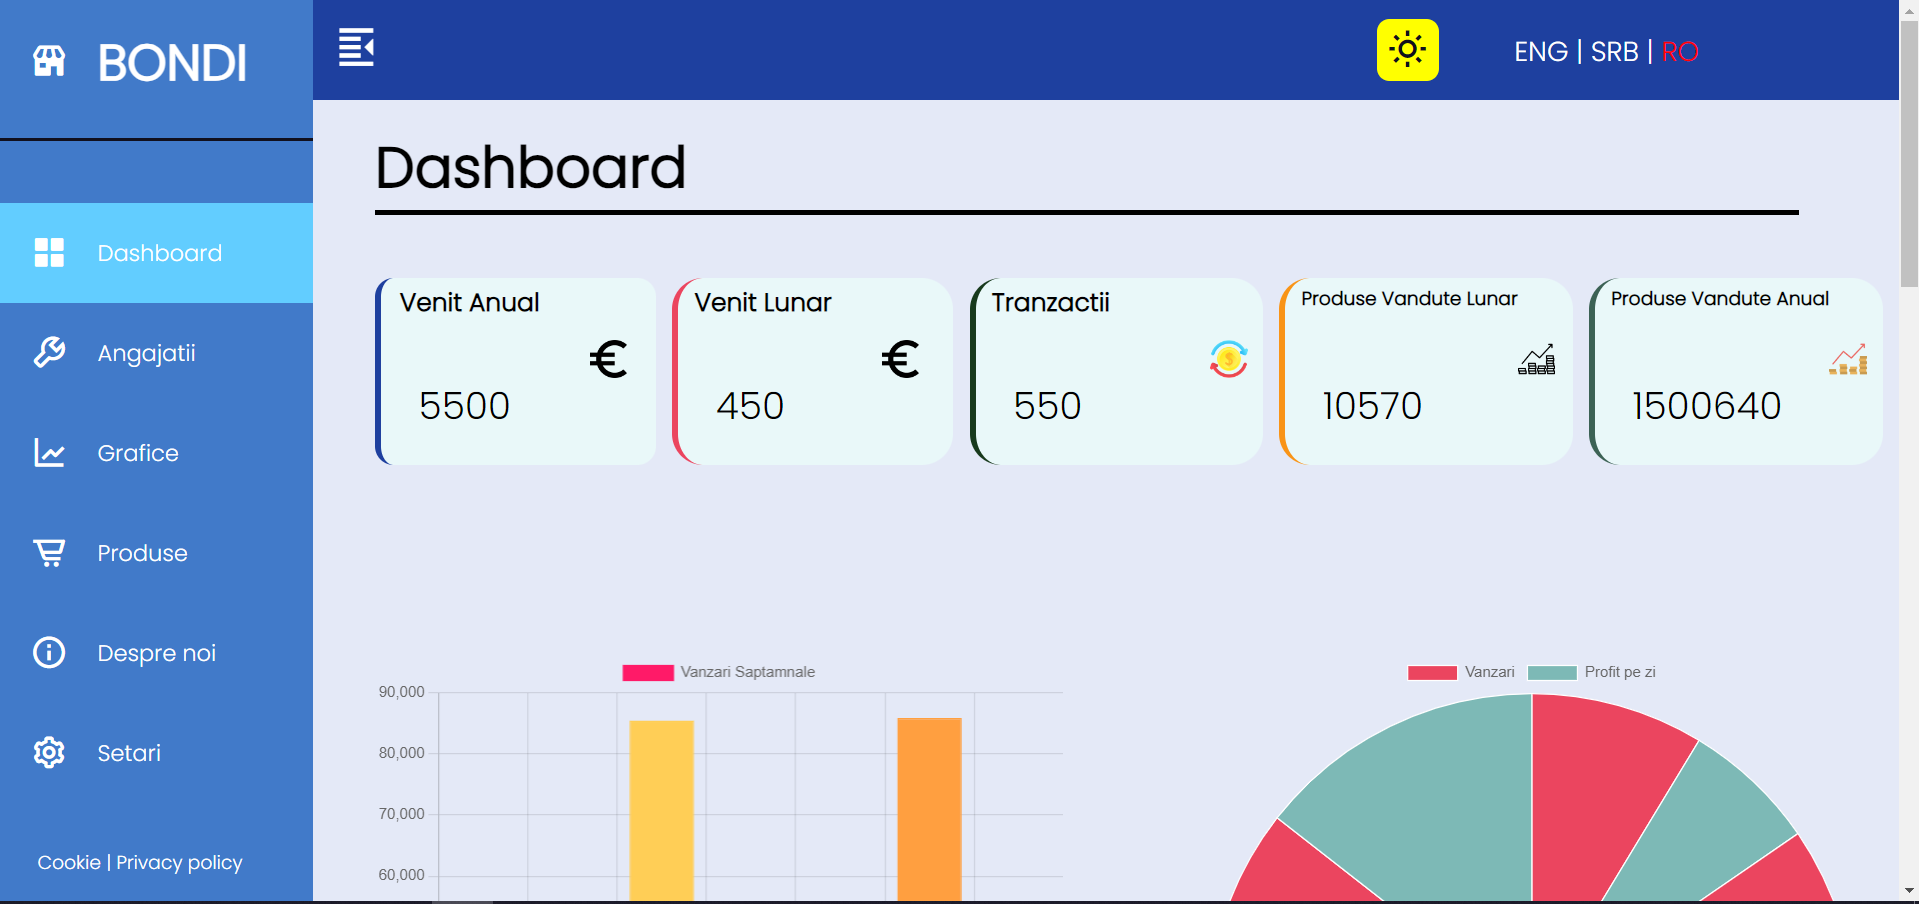 BONDI
ENG | SRB | RO
Dashboard
Dashboard
Angajatii
Grafice
Produse
Despre noi
Setari
Cookie | Privacy policy
Venit Anual
€
5500
Venit Lunar
€
450
Tranzactii
550
Produse Vandute Lunar
10570
Produse Vandute Anual
1500640
Vanzari Saptamnale
90,000
80,000
70,000
60,000
Vanzari
Profit pe zi